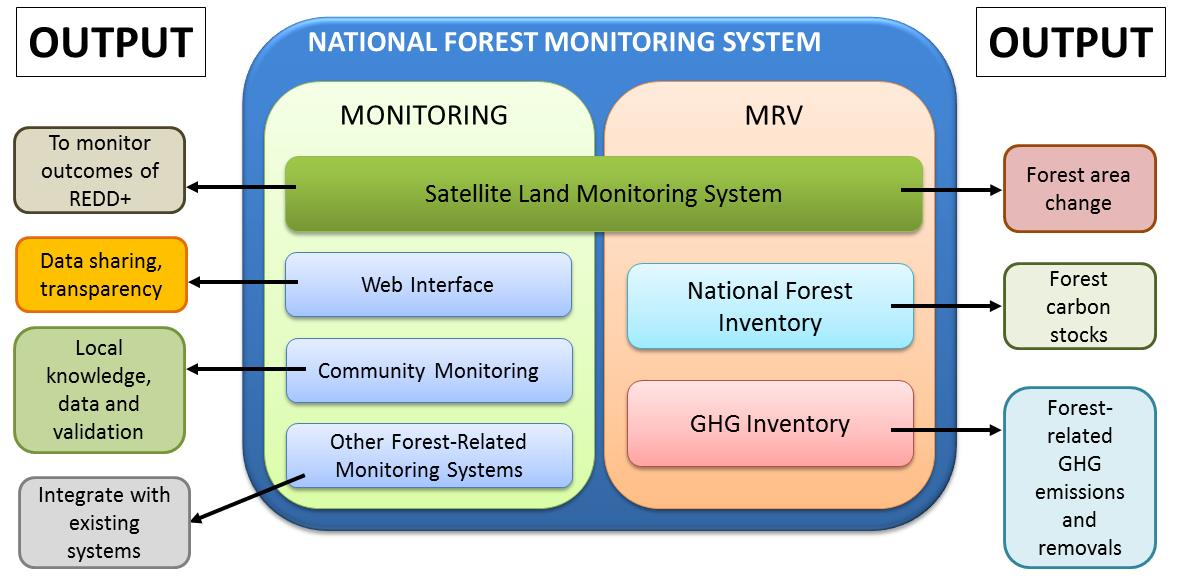 OUTPUT
NATIONAL FOREST MONITORING SYSTEM
OUTPUT
MONITORING
MRV
To monitor
outcomes of
REDD+
Satellite Land Monitoring System
Forest area
change
Data sharing,
transparency
Web Interface
National Forest
Inventory
Forest
carbon
stocks
Local
knowledge,
data and
validation
Community Monitoring
GHG Inventory
Forest-
related
GHG
emissions
and
removals
Other Forest-Related
Monitoring Systems
Integrate with
existing
systems